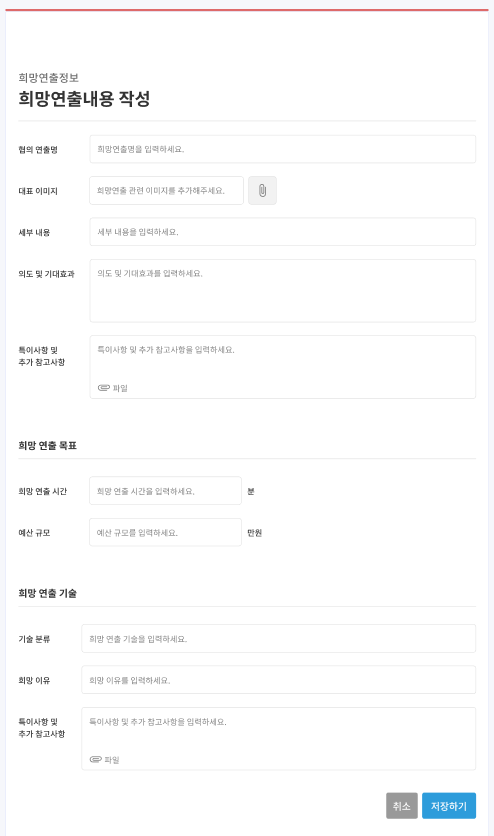 희망연출정보
희망연출내용 작성
협의 연출명
희망연출명을 입력하세요.
대표 이미지
희망연출 관련 이미지를 추가해주세요.
세부 내용
세부 내용을 입력하세요.
의도 및 기대효과
의도 및 기대효과를 입력하세요.
특이사항 및
추가 참고사항
특이사항 및 추가 참고사항을 입력하세요.
파일
희망 연출 목표
희망 연출 시간
희망 연출 시간을 입력하세요.
분
예산 규모
예산 규모를 입력하세요.
만원
희망 연출 기술
기술 분류
희망 연출 기술을 입력하세요.
희망 이유
희망 이유를 입력하세요.
특이사항 및
추가 참고사항
특이사항 및 추가 참고사항을 입력하세요.
파일
취소
저장하기